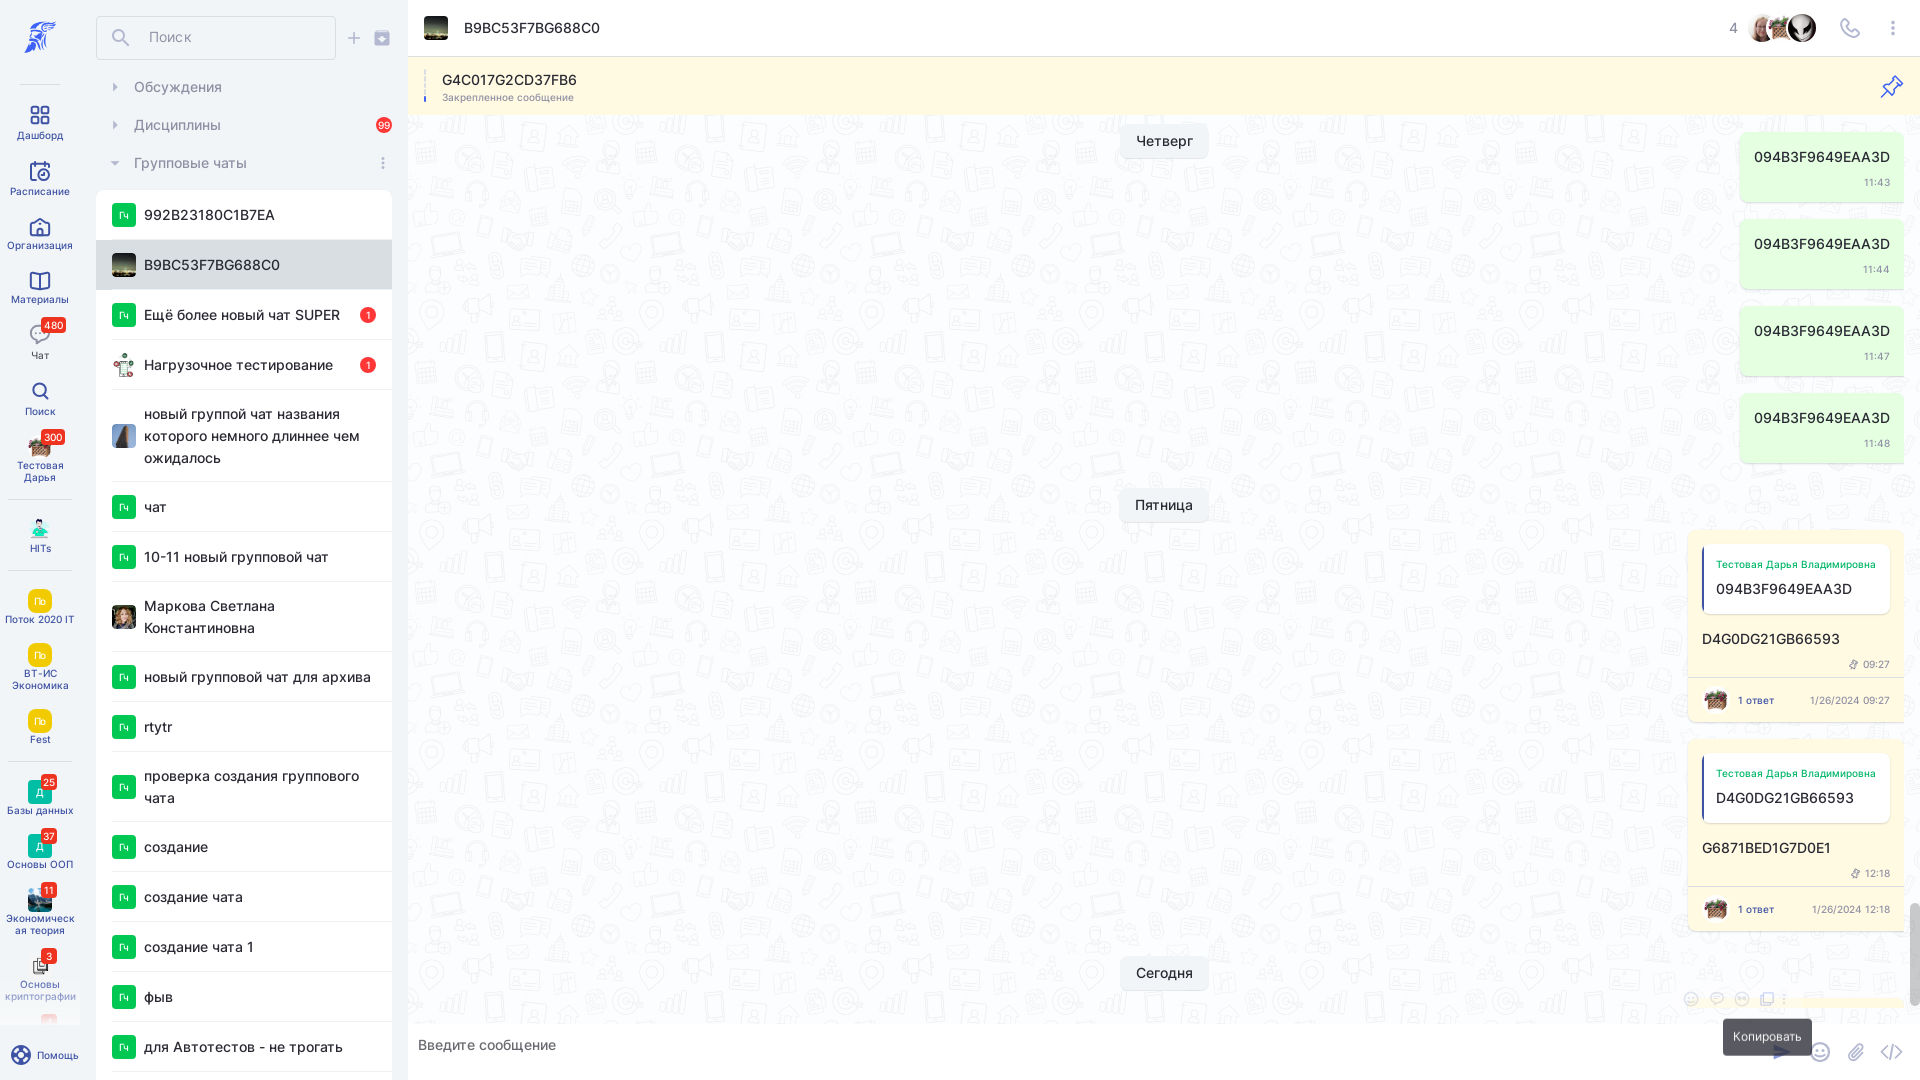 Дашборд
Расписание
Организация
Материалы
480
Чат
Поиск
300
Тестовая
Дарья
HITs
По
Поток 2020 IT
По
ВТ-ИС
Экономика
По
Fest
25
Д
Базы данных
37
Д
Основы ООП
11
Экономическ
ая теория
3
Основы
криптографии
Помощь
Поиск
Обсуждения
Дисциплины
99
Групповые чаты
Гч
992B23180C1B7EA
B9BC53F7BG688C0
Гч
Ещё более новый чат SUPER
1
Нагрузочное тестирование
1
новый группой чат названия
которого немного длиннее чем
ожидалось
Гч
чат
Гч
10-11 новый групповой чат
Маркова Светлана
Константиновна
Гч
новый групповой чат для архива
Гч
rtytr
Гч
проверка создания группового
чата
Гч
создание
Гч
создание чата
Гч
создание чата 1
Гч
фыв
Гч
для Автотестов - не трогать
B9BC53F7BG688C0
4
G4C017G2CD37FB6
Закрепленное сообщение
Четверг
094B3F9649EAA3D
11:43
094B3F9649EAA3D
11:44
094B3F9649EAA3D
11:47
094B3F9649EAA3D
11:48
Пятница
Тестовая Дарья Владимировна
094B3F9649EAA3D
D4G0DG21GB66593
09:27
1 ответ
1/26/2024 09:27
Тестовая Дарья Владимировна
D4G0DG21GB66593
G6871BED1G7D0E1
12:18
1 ответ
1/26/2024 12:18
Сегодня
Копировать
Введите сообщение